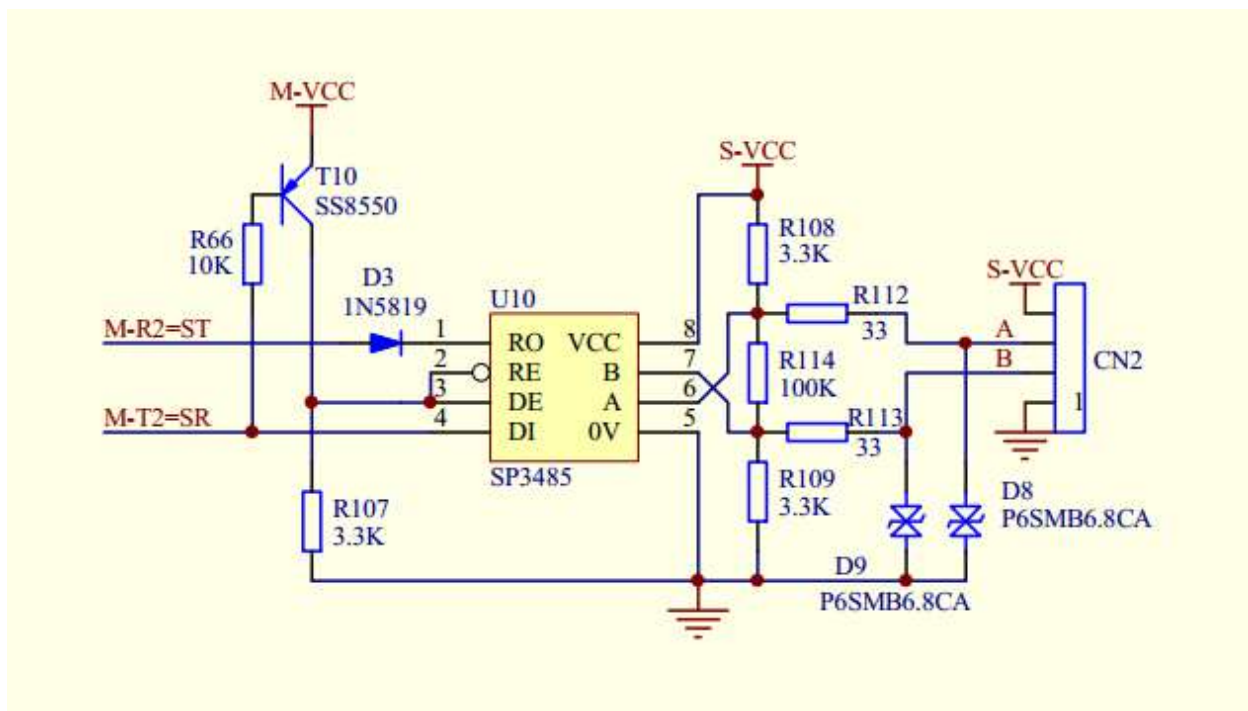 M-VCC
T10
SS8550
R66
10K
D3
1N5819
M-R2=ST
M-T2=SR
R107
3.3K
U10
1
2
3
4
RO VCC
RE B
DE A
DI 0V
8
7
6
5
SP3485
S-VCC
R108
3.3K
R112
33
R114
100K
R113
33
R109
3.3K
S-VCC
A
B
1
CN2
D8
P6SMB6.8CA
D9
P6SMB6.8CA